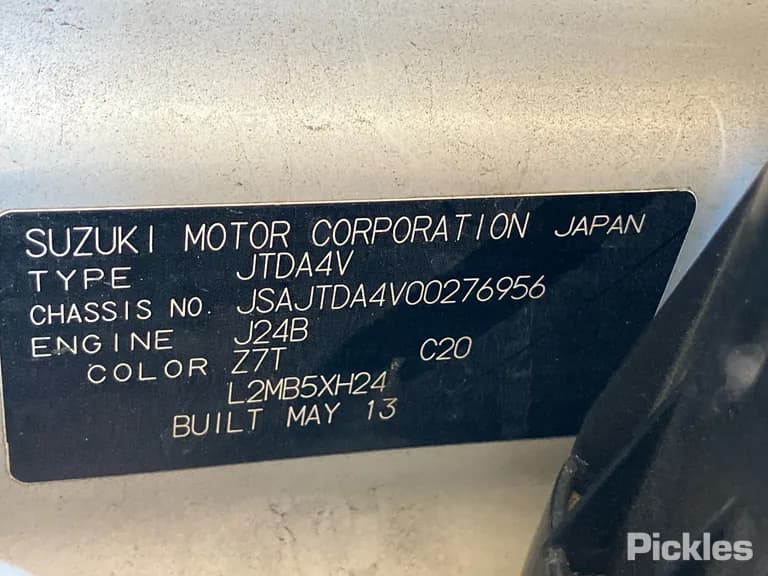 SUZUKI MOTOR CORPORATION JAPAN
TYPE JTDA4V
CHASSIS NO. JSAJTDA4V00276956
ENGINE J24B
COLOR Z7T C20
L2MB5XH24
BUILT MAY 13
Pickles